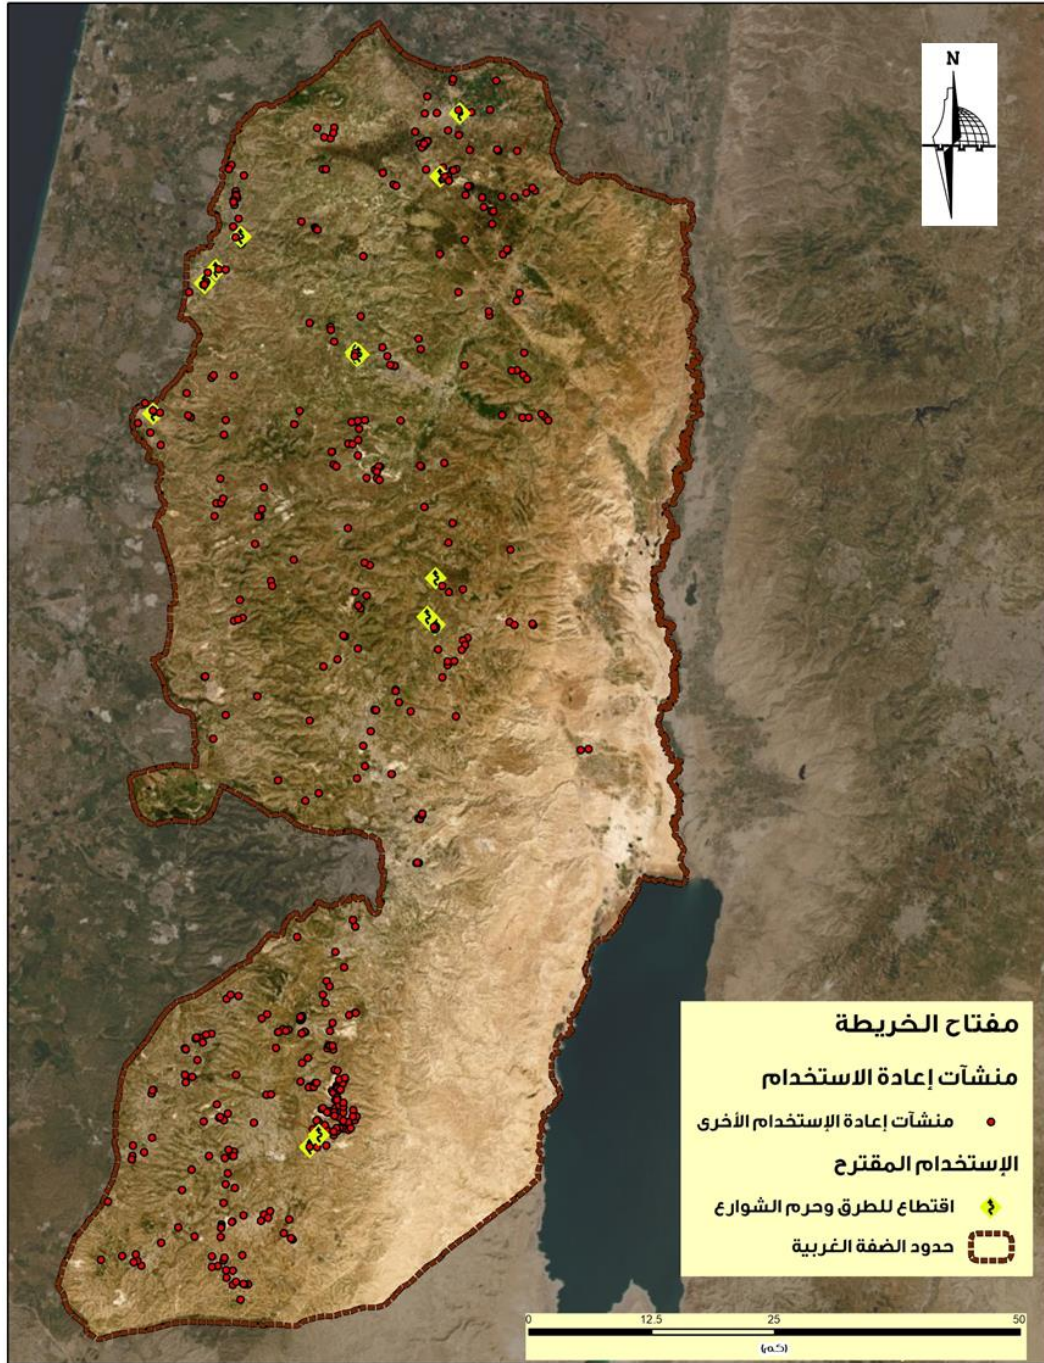 N
مفتاح الخريطة
منشآت إعادة الاستخدام
منشآت إعادة الإستخدام الأخرى
الإستخدام المقترح
اقتطاع للطرق وحرم الشوارع
حدود الضفة الغربية
0 12.5 25 50
(كم)